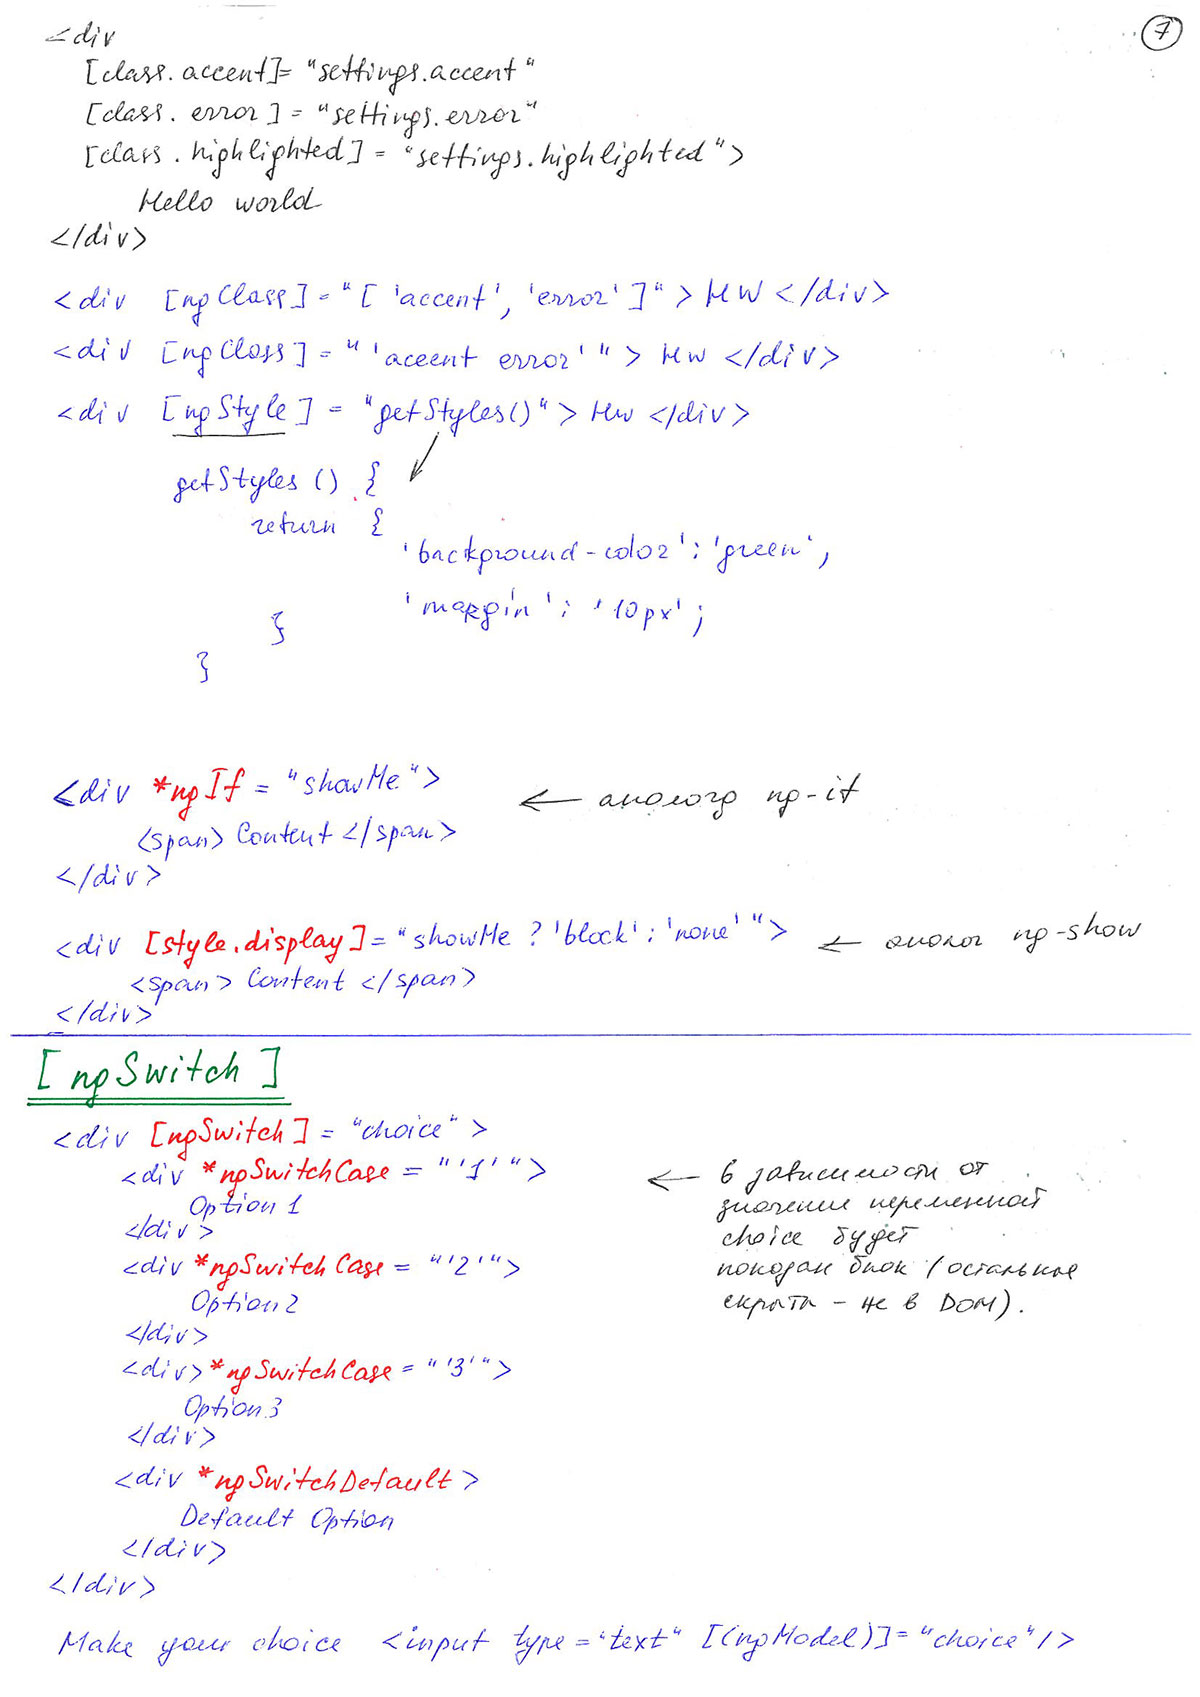 7
<div
[class.accent]= "settings.accent"
[class.error] = "settings.error"
[class.highlighted] = "settings.highlighted">
Hello world
</div>
<div [ngClass] = "['accent', 'error']" > HW </div>
<div [ngClass] = "'accent error'" > HW </div>
<div [ngStyle] = "getStyles()"> HW </div>
getStyles () {
return {
'background-color': 'green',
'margin': '10px';
}
}
<div *ngIf = "showMe">
<span> Content </span>
</div>
← аналогд ng-if
<div [style.display]= "showMe ? 'block' : 'none'">
← аналог ng-show
<span> Content </span>
</div>
[ngSwitch]
<div [ngSwitch] = "choice" >
<div *ngSwitchCase = "'1'">
Option 1
</div>
<div *ngSwitchCase = "'2'">
Option 2
</div>
<div> *ngSwitchCase = "'3'">
Option 3
</div>
<div *ngSwitchDefault>
Default Option
</div>
</div>
← в зависимости от
значение переменной
choice будет
показан блок (остальные
скрыты - не в DOM).
Make your choice <input type="text" [(ngModel)]= "choice"/>